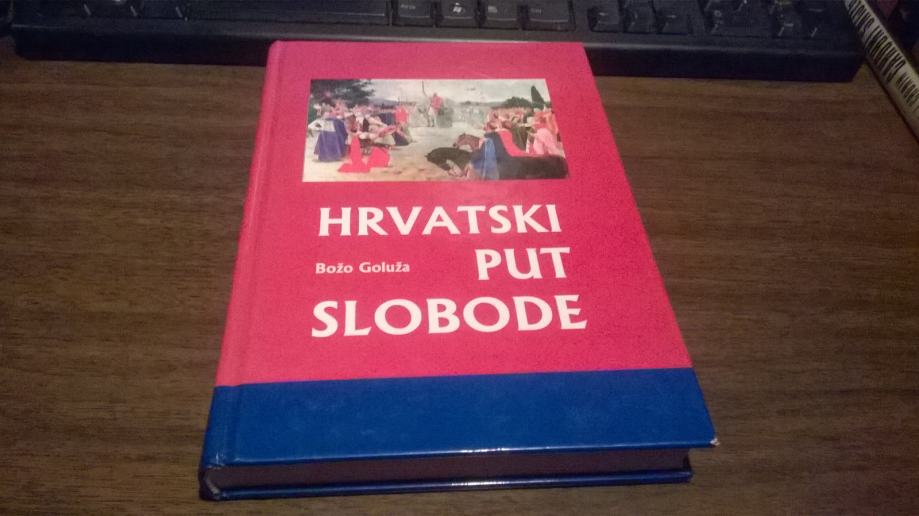 HRVATSKI
PUT
Božo Goluža
SLOBODE